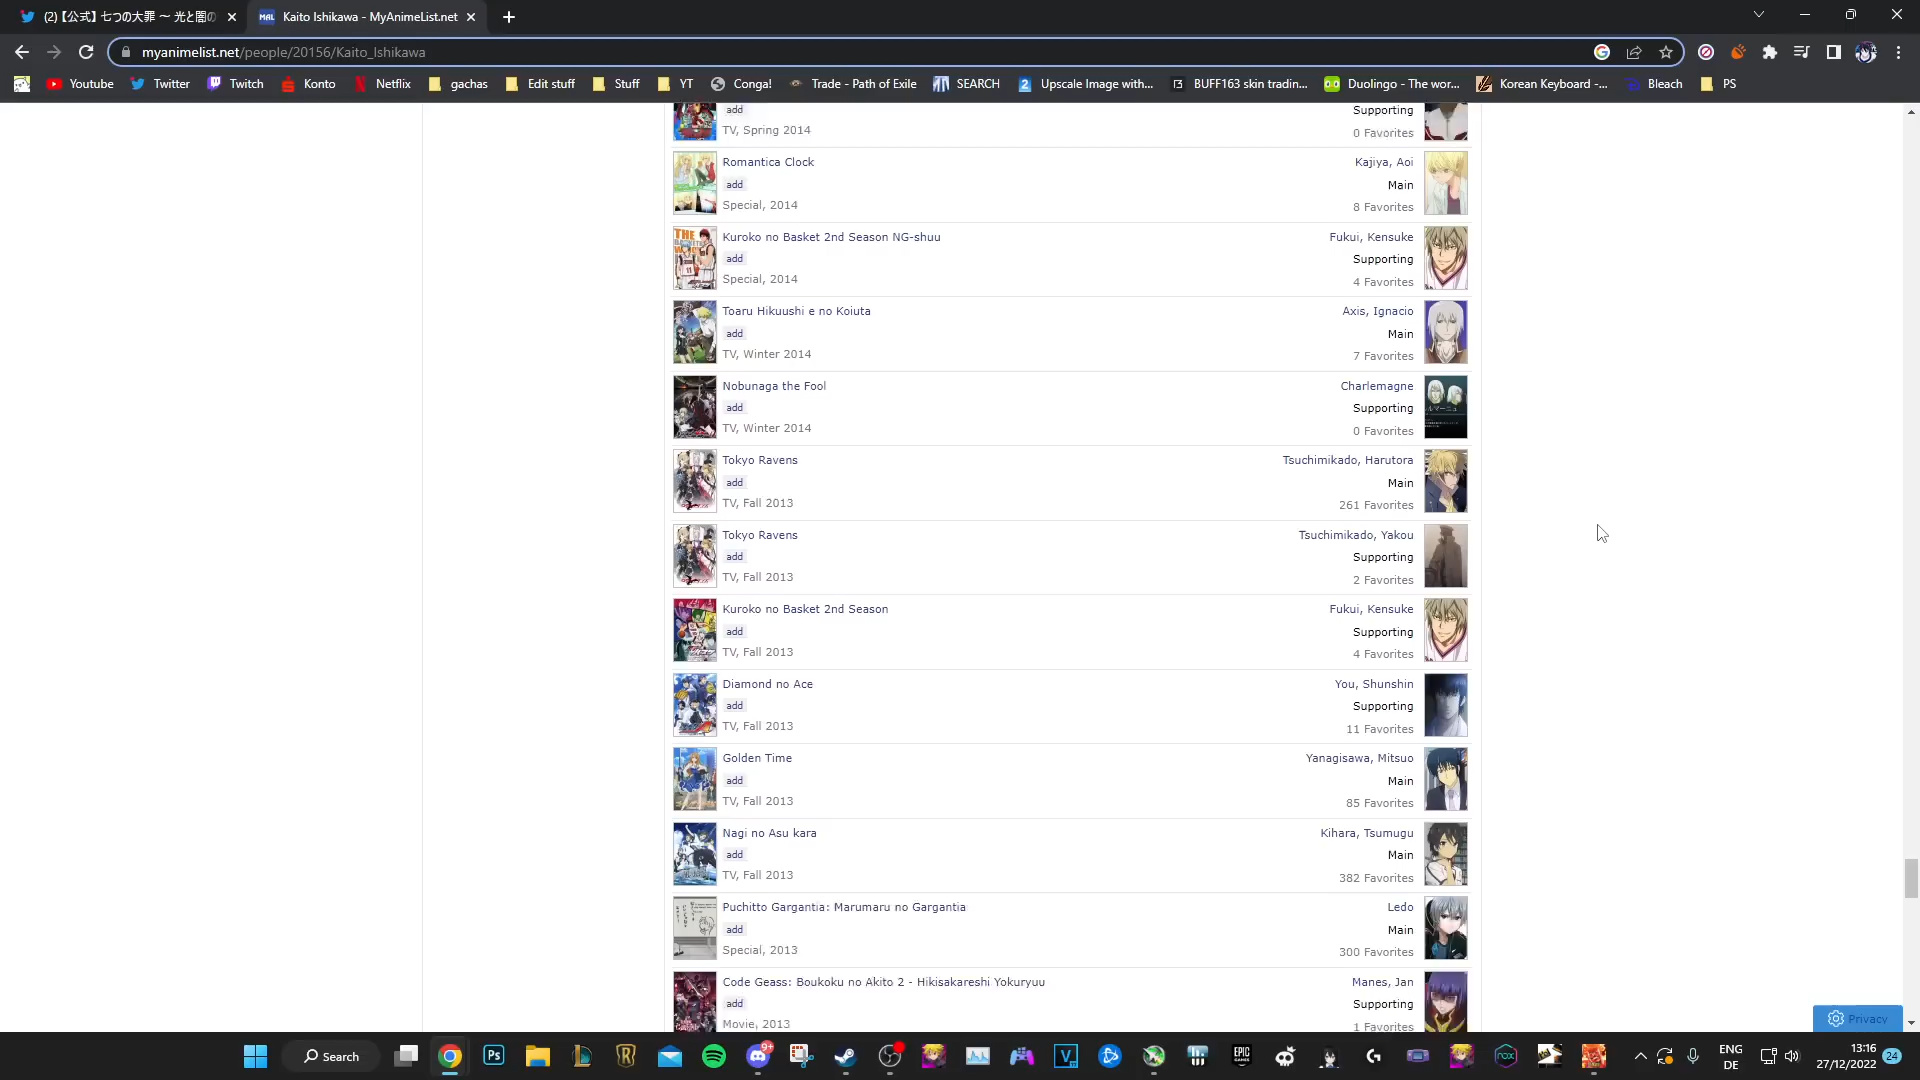 (2) 【公式】七つの大罪 ～ 光と闇の
Kaito Ishikawa - MyAnimeList.net
myanimelist.net/people/20156/Kaito_Ishikawa
Youtube
Twitter
Twitch
Konto
Netflix
gachas
Edit stuff
Stuff
YT
Conga!
Trade - Path of Exile
SEARCH
Upscale Image with...
BUFF163 skin tradin...
Duolingo - The wor...
Korean Keyboard -...
Bleach
PS
add
Supporting
TV, Spring 2014
0 Favorites
Romantica Clock
Kajiya, Aoi
add
Main
Special, 2014
8 Favorites
Kuroko no Basket 2nd Season NG-shuu
Fukui, Kensuke
add
Supporting
Special, 2014
4 Favorites
Toaru Hikuushi e no Koiuta
Axis, Ignacio
add
Main
TV, Winter 2014
7 Favorites
Nobunaga the Fool
Charlemagne
add
Supporting
TV, Winter 2014
0 Favorites
Tokyo Ravens
Tsuchimikado, Harutora
add
Main
TV, Fall 2013
261 Favorites
Tokyo Ravens
Tsuchimikado, Yakou
add
Supporting
TV, Fall 2013
2 Favorites
Kuroko no Basket 2nd Season
Fukui, Kensuke
add
Supporting
TV, Fall 2013
4 Favorites
Diamond no Ace
You, Shunshin
add
Supporting
TV, Fall 2013
11 Favorites
Golden Time
Yanagisawa, Mitsuo
add
Main
TV, Fall 2013
85 Favorites
Nagi no Asu kara
Kihara, Tsumugu
add
Main
TV, Fall 2013
382 Favorites
Puchitto Gargantia: Marumaru no Gargantia
Ledo
add
Main
Special, 2013
300 Favorites
Code Geass: Boukoku no Akito 2 - Hikisakareshi Yokuryuu
Manes, Jan
add
Supporting
Movie, 2013
1 Favorites
Privacy
Search
ENG
DE
13:16
27/12/2022
24